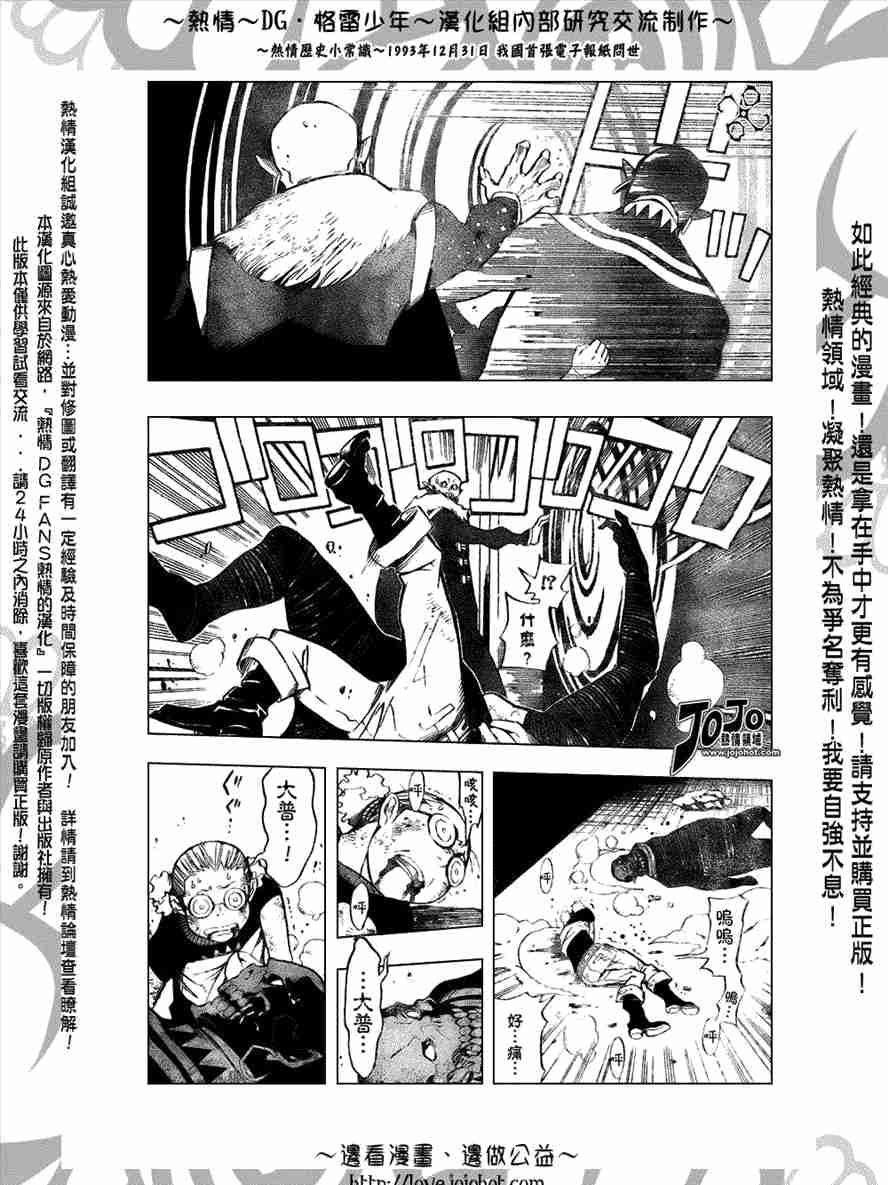 ～熱情～DG·恪雷少年～漢化組內部研究交流制作～
～熱情歷史小常識～1993年12月31日 我國首張電子報紙問世
如此經典的漫畫！還是拿在手中才更有感覺！請支持並購買正版！
熱情領域！凝聚熱情！不為爭名奪利！我要自強不息！
!?
什麼？
JOJO
熱情領域
www.jojohot.com
嗚嗚…
嗚…
呼
呼
呼
好…痛…
咳咳…
呼
呼
…大普…
大普…！
熱情漢化組誠邀真心熱愛動漫…並對修圖或翻譯有一定經驗及時間保障的朋友加入！ 詳情請到熱情論壇查看瞭解！
本漢化圖源來自於網路，『熱情DG FANS熱情的漢化』一切版權歸原作者與出版社擁有！
此版本僅供學習試看交流...請24小時之內消除，喜歡這套漫畫請購買正版！謝謝。
～邊看漫畫、邊做公益～
http://love.jojohot.com